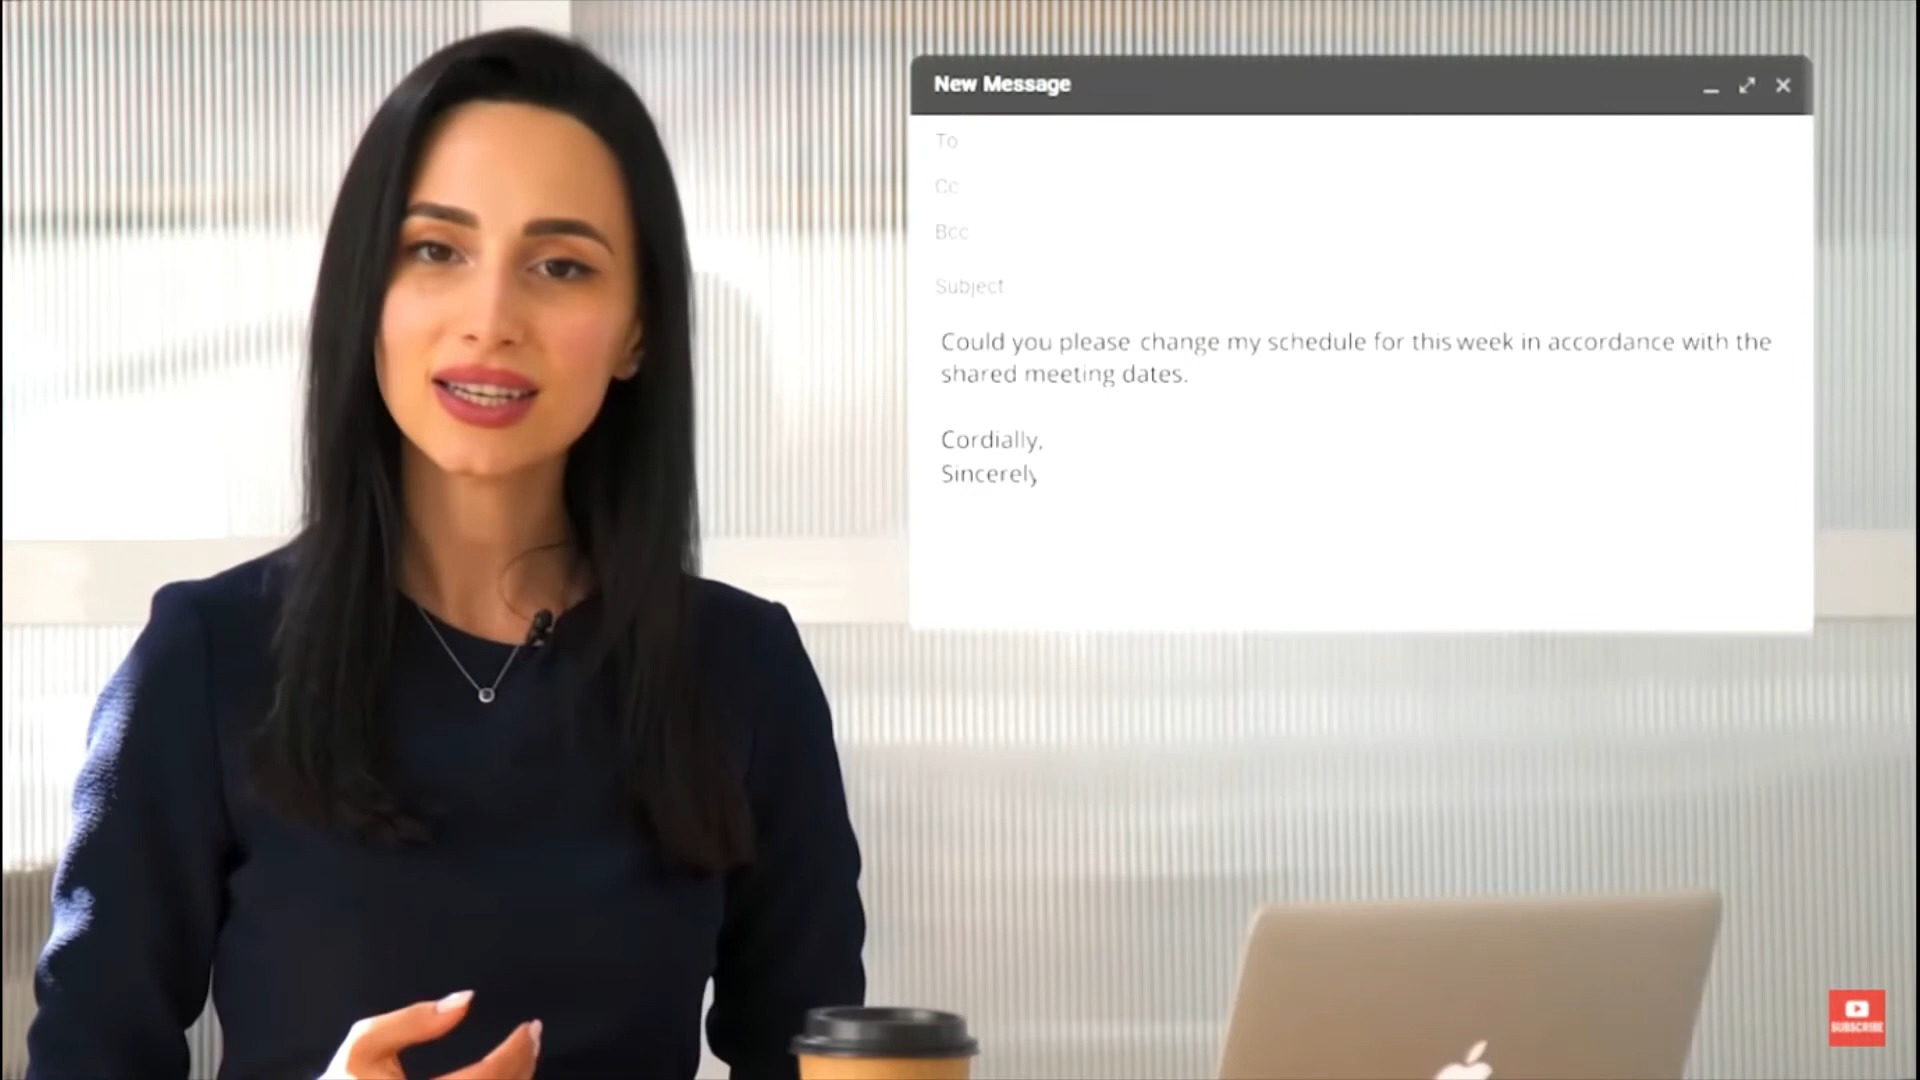 New Message
To
Cc
Bcc
Subject
Could you please change my schedule for this week in accordance with the
shared meeting dates.
Cordially,
Sincerely
SUBSCRIBE